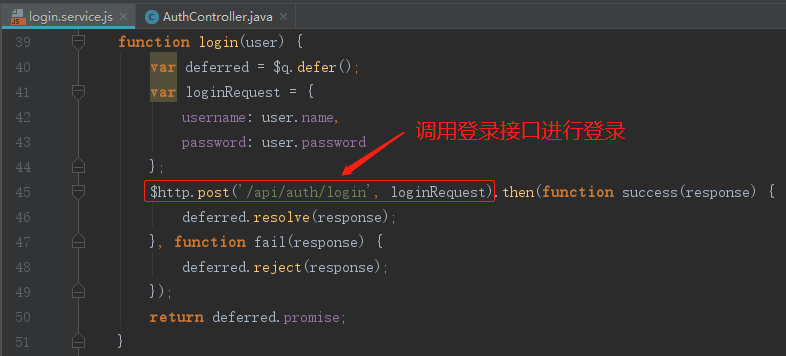 login.service.js AuthController.java
39 function login(user) {
40 var deferred = $q.defer();
41 var loginRequest = {
42 username: user.name,
43 password: user.password
调用登录接口进行登录
44 };
45 $http.post('/api/auth/login', loginRequest).then(function success(response) {
46 deferred.resolve(response);
47 }, function fail(response) {
48 deferred.reject(response);
49 });
50 return deferred.promise;
51 }